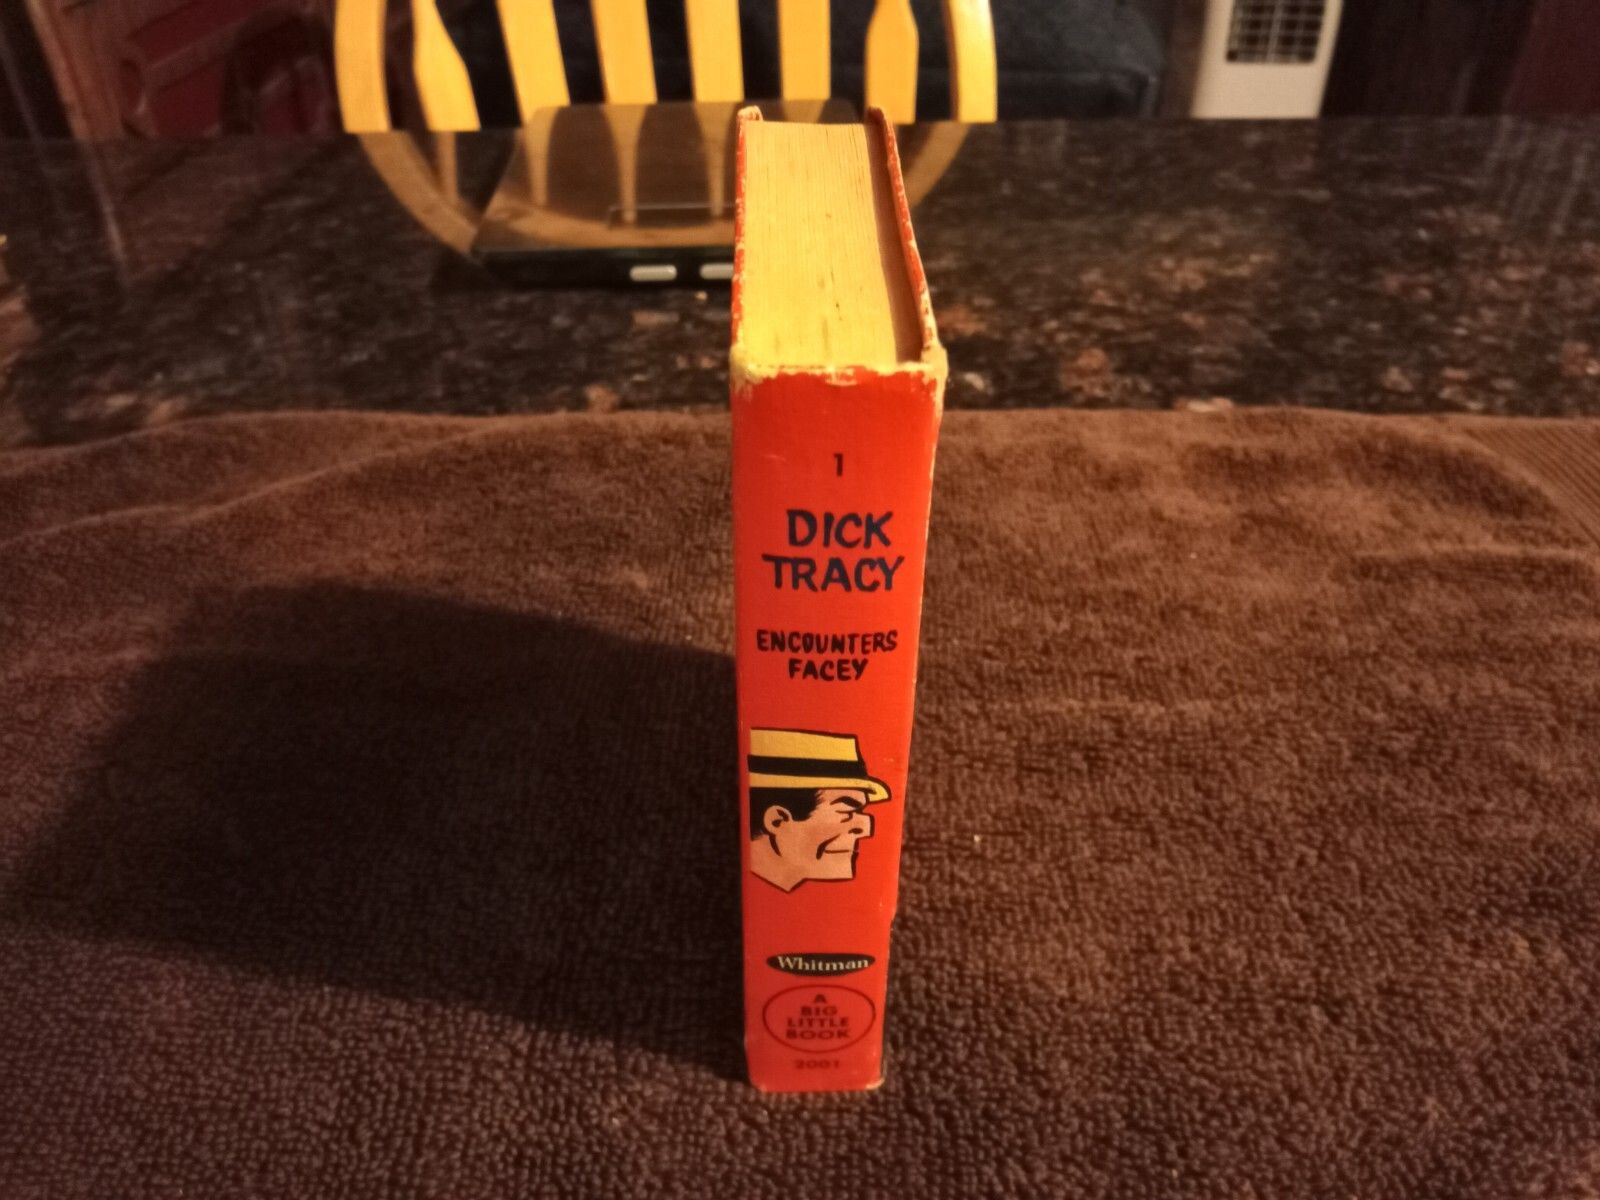 1
DICK
TRACY
ENCOUNTERS
FACEY
Whitman
A
BIG
LITTLE
BOOK
2001